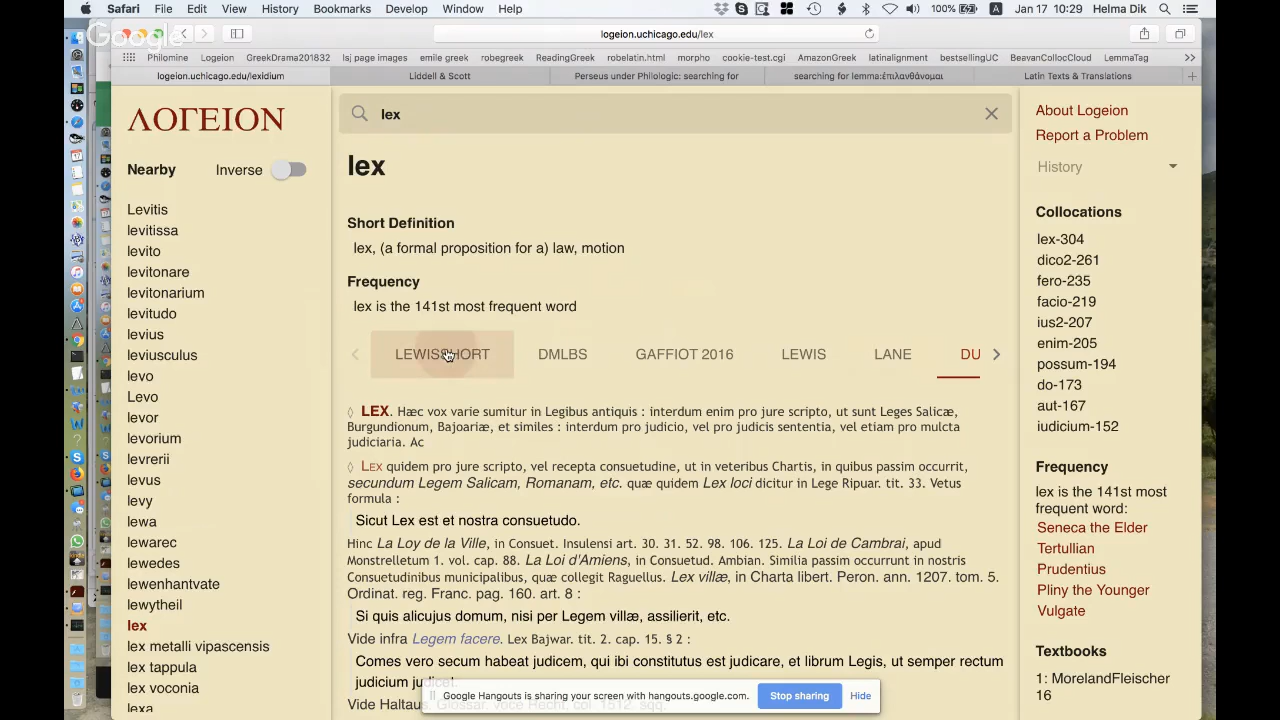 Safari File Edit View History Bookmarks Develop Window Help 100% A Jan 17 10:29 Helma Dik
Google
logeion.uchicago.edu/lex
Philomine Logeion GreekDrama201832 lsj page images emile greek robegreek ReadingGreek robelatin.html morpho cookie-test.cgi AmazonGreek latinalignment bestsellingUC BeavanCollocCloud LemmaTag
logeion.uchicago.edu/lexidium Liddell & Scott Perseus under Philologic: searching for searching for lemma:ἐπιλανθάνομαι Latin Texts & Translations
ΛΟΓΕΙΟΝ
Nearby Inverse
Levitis
levitissa
levito
levitonare
levitonarium
levitudo
levius
leviusculus
levo
Levo
levor
levorium
levrerii
levus
levy
lewa
lewarec
lewedes
lewenhantvate
lewytheil
lex
lex metalli vipascensis
lex tappula
lex voconia
lexa
lex
lex
Short Definition
lex, (a formal proposition for a) law, motion
Frequency
lex is the 141st most frequent word
LEWISSHORT DMLBS GAFFIOT 2016 LEWIS LANE DU
◊ LEX. Hæc vox varie sumitur in Legibus antiquis : interdum enim pro jure scripto, ut sunt Leges Salicæ,
Burgundionum, Bajoariæ, et similes : interdum pro judicio, vel pro judicis sententia, vel etiam pro mulcta
judiciaria. Ac
◊ Lex quidem pro jure scripto, vel recepta consuetudine, ut in veteribus Chartis, in quibus passim occurrit,
secundum Legem Salicam, Romanam, etc. quæ quidem Lex loci dicitur in Lege Ripuar. tit. 33. Vetus
formula :
Sicut Lex est et nostra consuetudo.
Hinc La Loy de la Ville, in Consuet. Insulensi art. 30. 31. 52. 98. 106. 125. La Loi de Cambrai, apud
Monstrelletum 1. vol. cap. 88. La Loi d'Amiens, in Consuetud. Ambian. Similia passim occurrunt in nostris
Consuetudinibus municipalibus, quæ collegit Raguellus. Lex villæ, in Charta libert. Peron. ann. 1207. tom. 5.
Ordinat. reg. Franc. pag. 160. art. 8 :
Si quis alicujus domum, nisi per Legem villæ, assilierit, etc.
Vide infra Legem facere. Lex Bajwar. tit. 2. cap. 15. § 2 :
Comes vero secum habeat judicem, qui ibi constitutus est judicare, et librum Legis, ut semper rectum
judicium
Vide Haltaus.
Google Hangouts is sharing your screen with hangouts.google.com. Stop sharing Hide
About Logeion
Report a Problem
History
Collocations
lex-304
dico2-261
fero-235
facio-219
ius2-207
enim-205
possum-194
do-173
aut-167
iudicium-152
Frequency
lex is the 141st most
frequent word:
Seneca the Elder
Tertullian
Prudentius
Pliny the Younger
Vulgate
Textbooks
1: MorelandFleischer
16